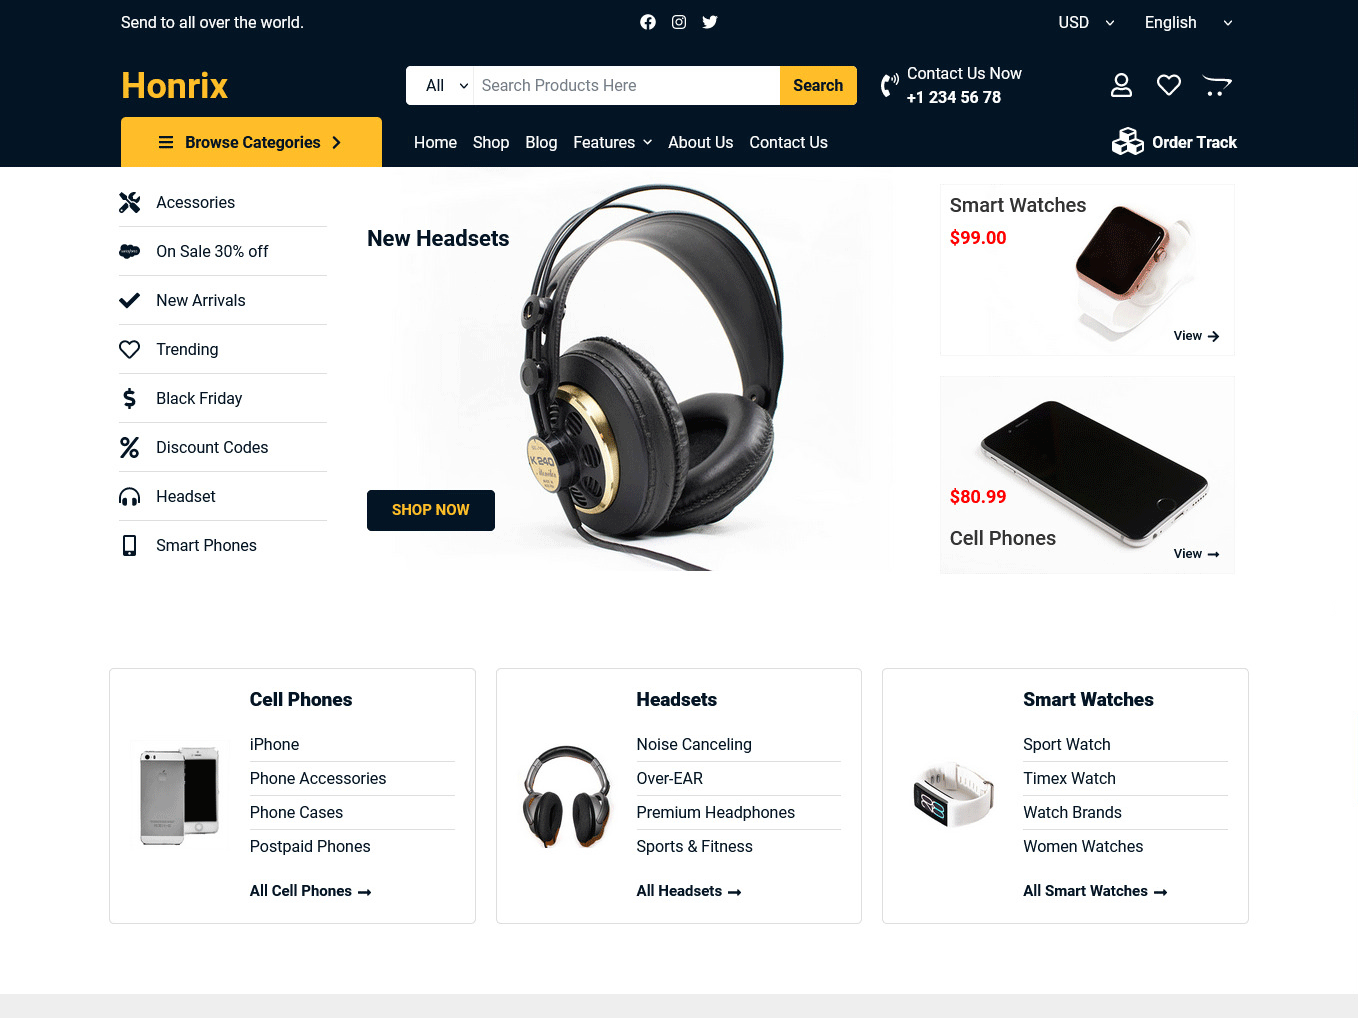 Send to all over the world.
USD
English
Honrix
All
Search Products Here
Search
Contact Us Now
+1 234 56 78
Browse Categories
Home
Shop
Blog
Features
About Us
Contact Us
Order Track
Acessories
On Sale 30% off
New Arrivals
Trending
Black Friday
Discount Codes
Headset
Smart Phones
New Headsets
K 240
SHOP NOW
Smart Watches
$99.00
View
$80.99
Cell Phones
View
Cell Phones
iPhone
Phone Accessories
Phone Cases
Postpaid Phones
All Cell Phones
Headsets
Noise Canceling
Over-EAR
Premium Headphones
Sports & Fitness
All Headsets
Smart Watches
Sport Watch
Timex Watch
Watch Brands
Women Watches
All Smart Watches